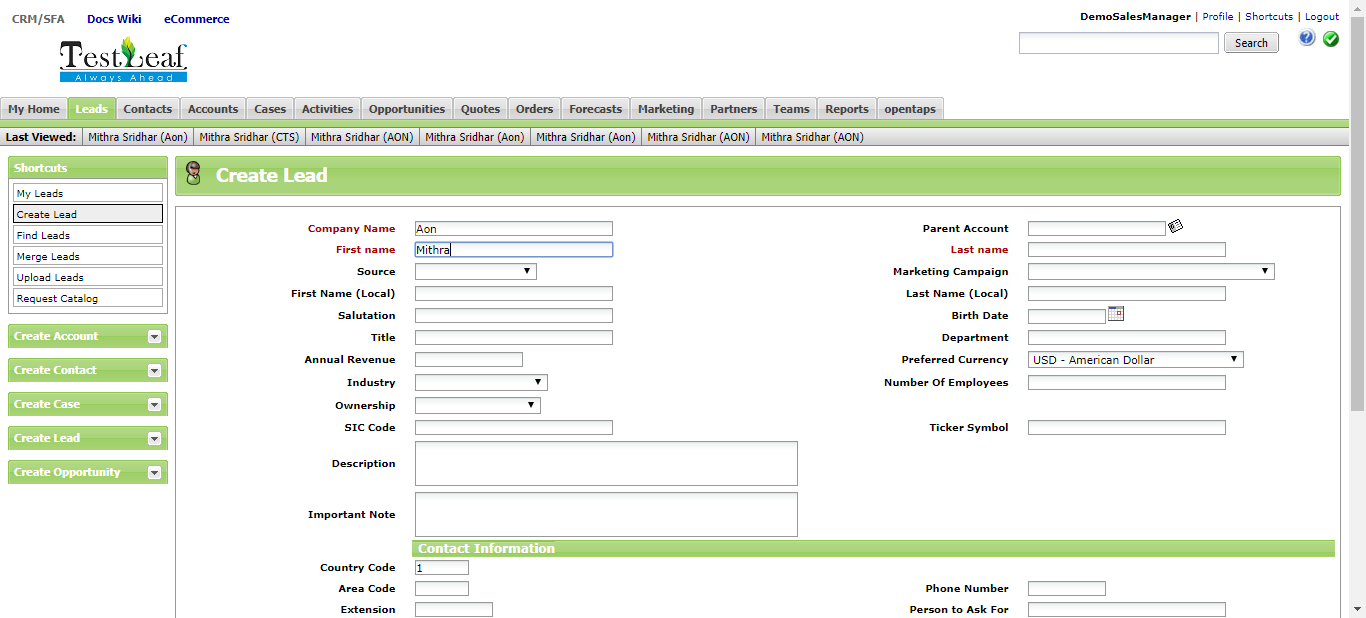 CRM/SFA Docs Wiki eCommerce
DemoSalesManager | Profile | Shortcuts | Logout
TestLeaf
Always Ahead
Search
My Home Leads Contacts Accounts Cases Activities Opportunities Quotes Orders Forecasts Marketing Partners Teams Reports opentaps
Last Viewed: Mithra Sridhar (Aon) Mithra Sridhar (CTS) Mithra Sridhar (AON) Mithra Sridhar (Aon) Mithra Sridhar (Aon) Mithra Sridhar (AON) Mithra Sridhar (AON)
Shortcuts
My Leads
Create Lead
Find Leads
Merge Leads
Upload Leads
Request Catalog
Create Account
Create Contact
Create Case
Create Lead
Create Opportunity
Create Lead
Company Name Aon Parent Account
First name Mithra Last name
Source Marketing Campaign
First Name (Local) Last Name (Local)
Salutation Birth Date
Title Department
Annual Revenue Preferred Currency USD - American Dollar
Industry Number Of Employees
Ownership
SIC Code Ticker Symbol
Description
Important Note
Contact Information
Country Code 1
Area Code Phone Number
Extension Person to Ask For